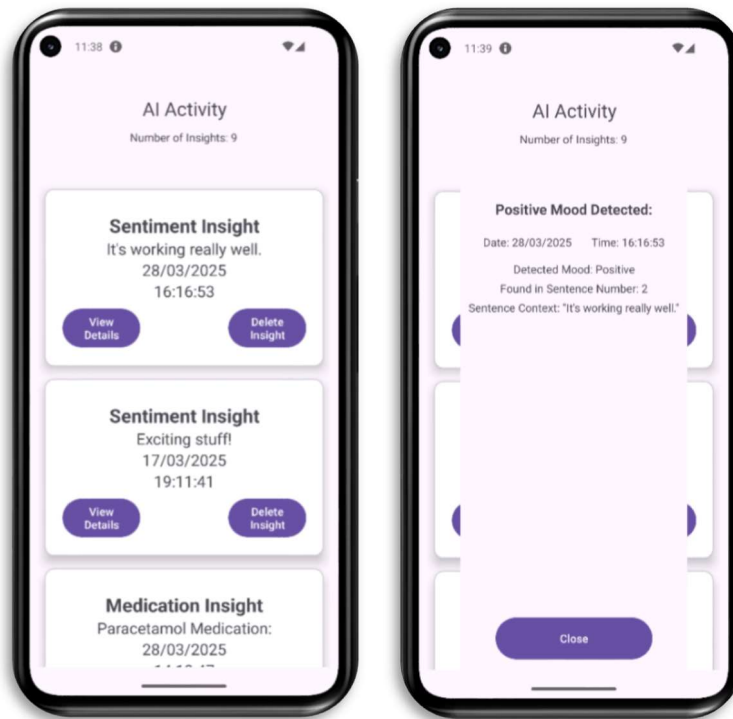 11:38
AI Activity
Number of Insights: 9
Sentiment Insight
It's working really well.
28/03/2025
16:16:53
View
Details
Delete
Insight
Sentiment Insight
Exciting stuff!
17/03/2025
19:11:41
View
Details
Delete
Insight
Medication Insight
Paracetamol Medication:
28/03/2025
11:39
AI Activity
Number of Insights: 9
Positive Mood Detected:
Date: 28/03/2025 Time: 16:16:53
Detected Mood: Positive
Found in Sentence Number: 2
Sentence Context: "It's working really well."
Close